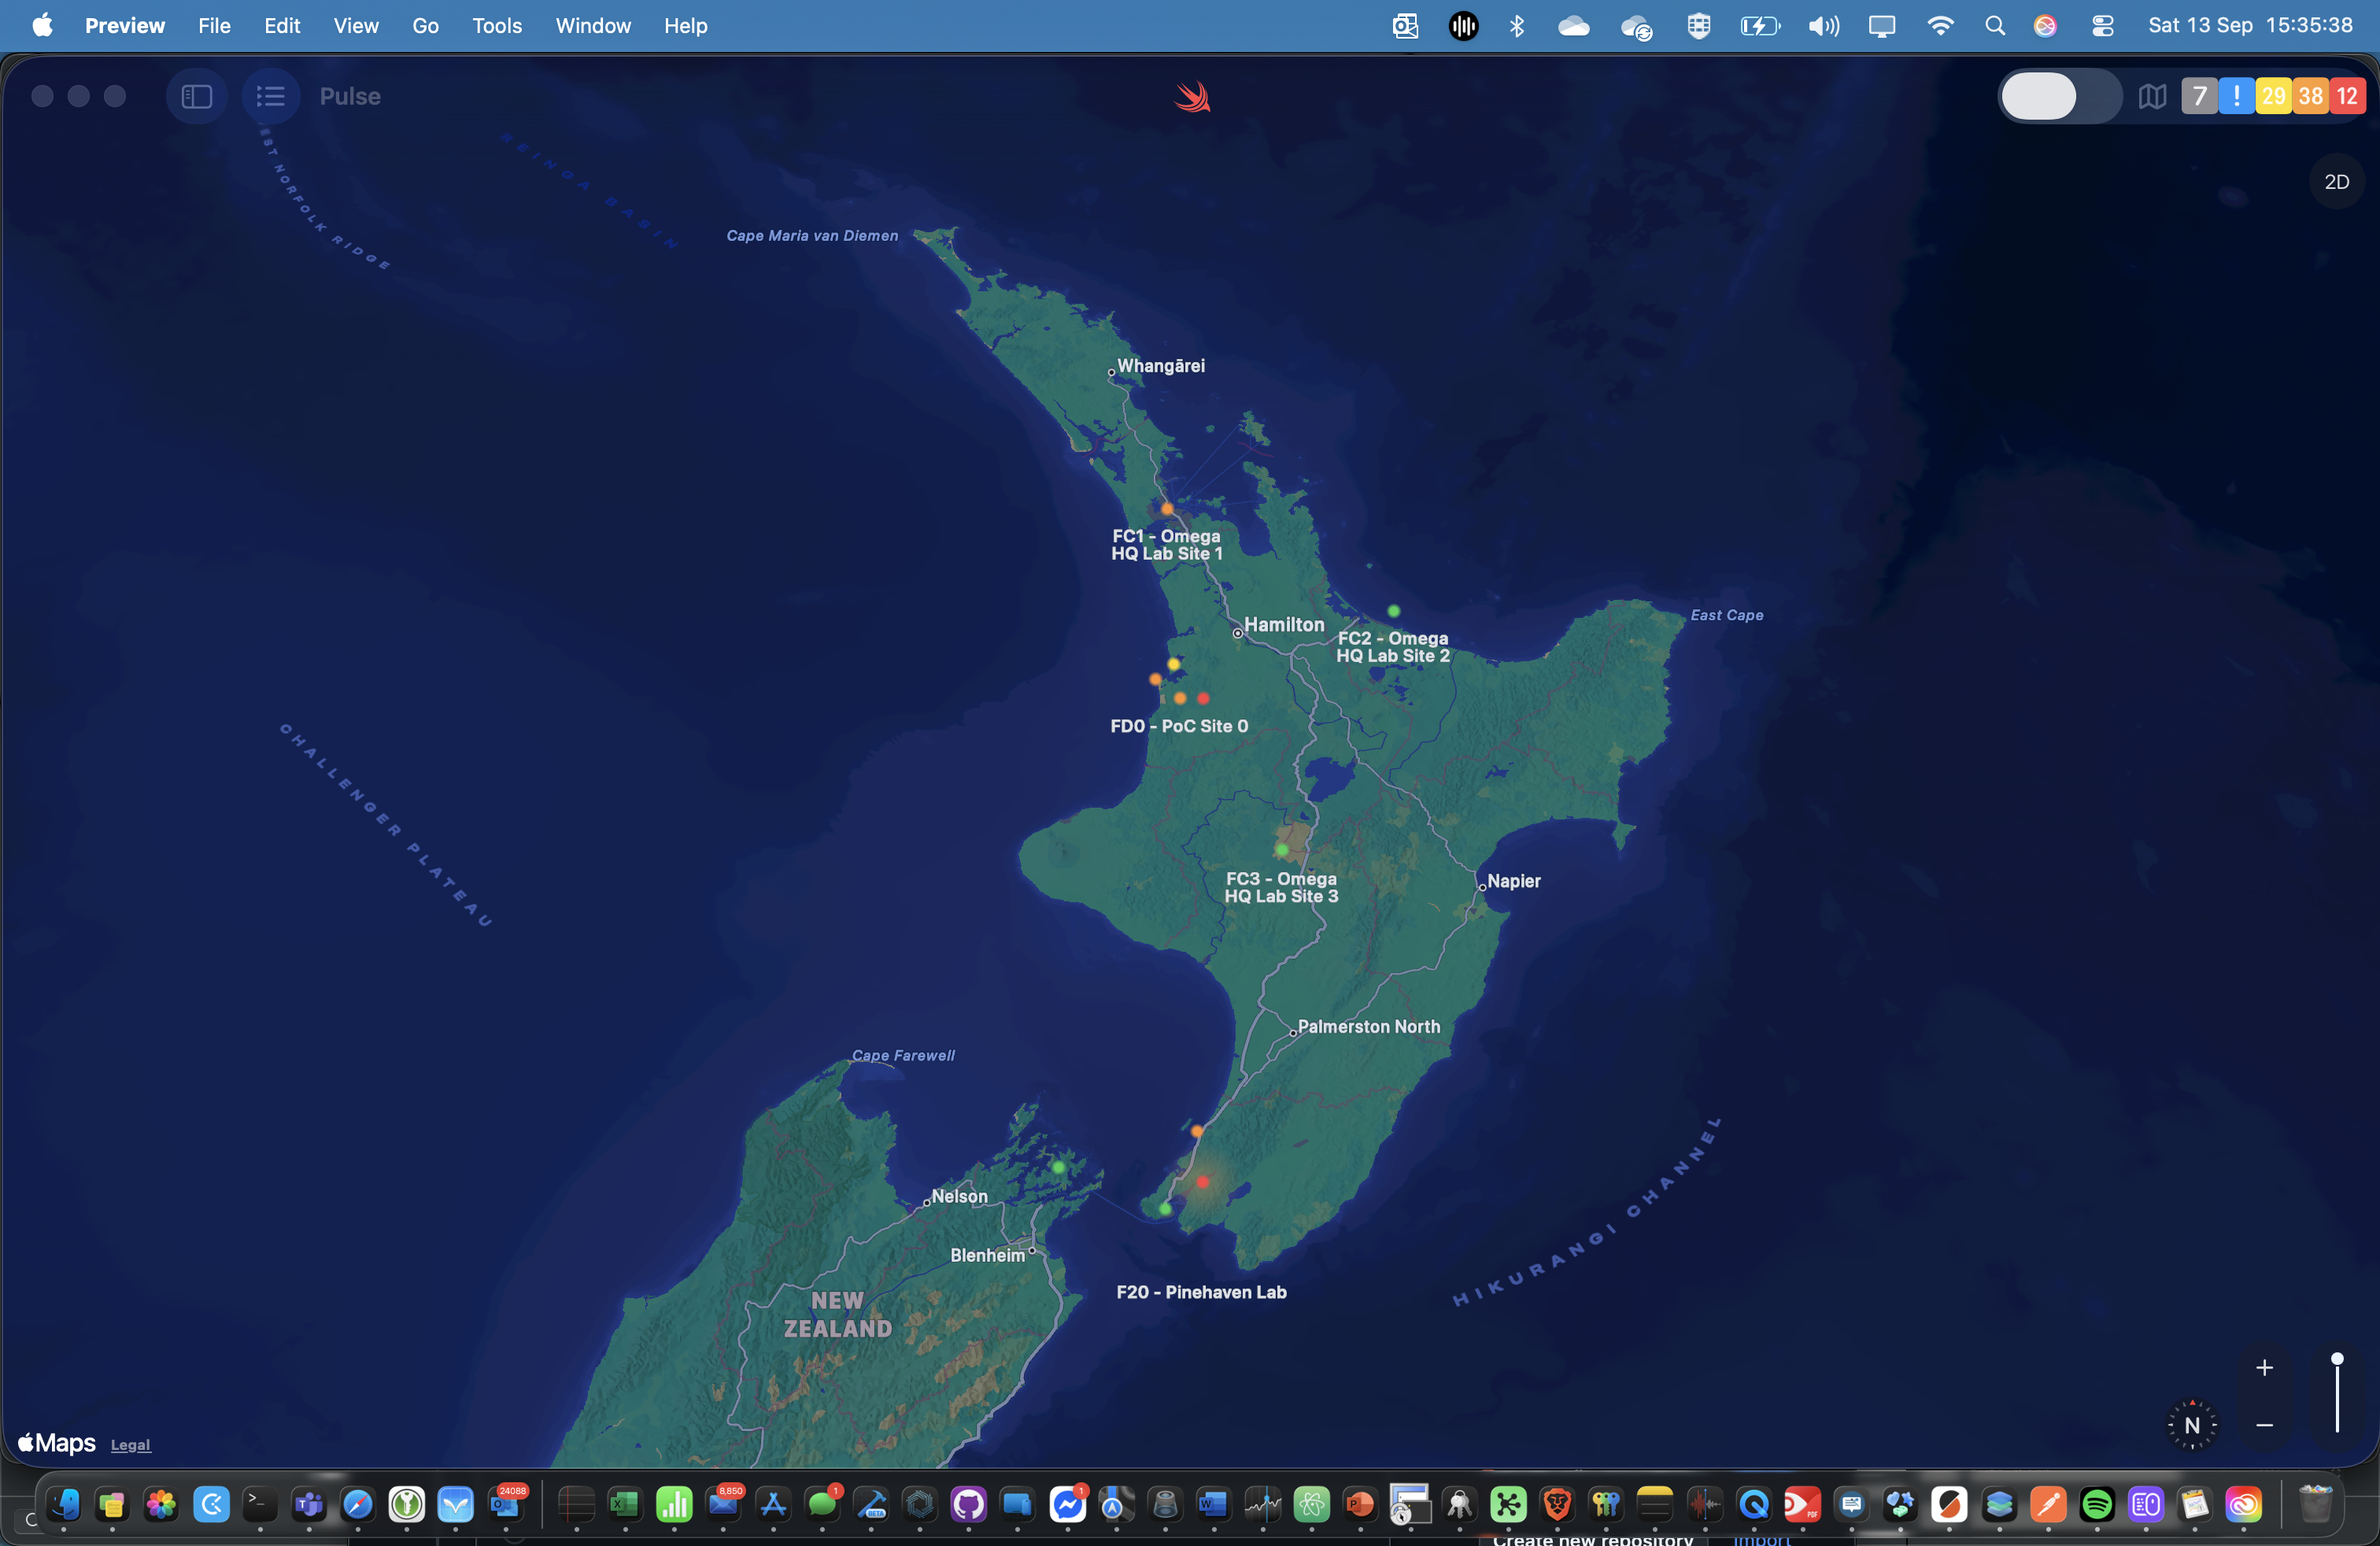 Preview File Edit View Go Tools Window Help Sat 13 Sep 15:35:38
Pulse 7 ! 29 38 12
2D
EST NORFOLK RIDGE
REINGA BASIN
Cape Maria van Diemen
Whangārei
FC1 - Omega
HQ Lab Site 1
East Cape
Hamilton
FC2 - Omega
HQ Lab Site 2
FD0 - PoC Site 0
CHALLENGER PLATEAU
FC3 - Omega
HQ Lab Site 3
Napier
Palmerston North
Cape Farewell
Nelson
Blenheim
HIKURANGI CHANNEL
F20 - Pinehaven Lab
NEW
ZEALAND
+
−
N
Maps Legal
24088 8,850 1 BETA 1 PDF
Create new repository Import